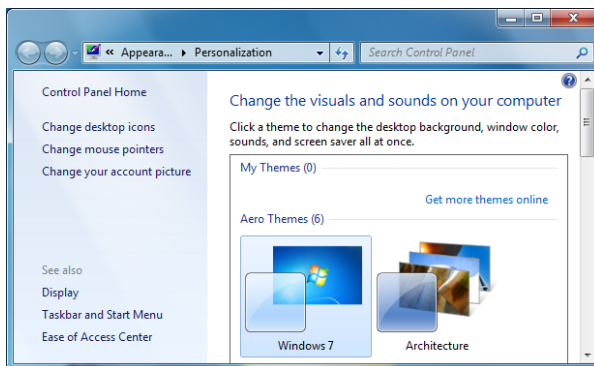 « Appeara... ▸ Personalization
Search Control Panel
Control Panel Home
Change desktop icons
Change mouse pointers
Change your account picture
See also
Display
Taskbar and Start Menu
Ease of Access Center
Change the visuals and sounds on your computer
Click a theme to change the desktop background, window color,
sounds, and screen saver all at once.
My Themes (0)
Get more themes online
Aero Themes (6)
Windows 7
Architecture